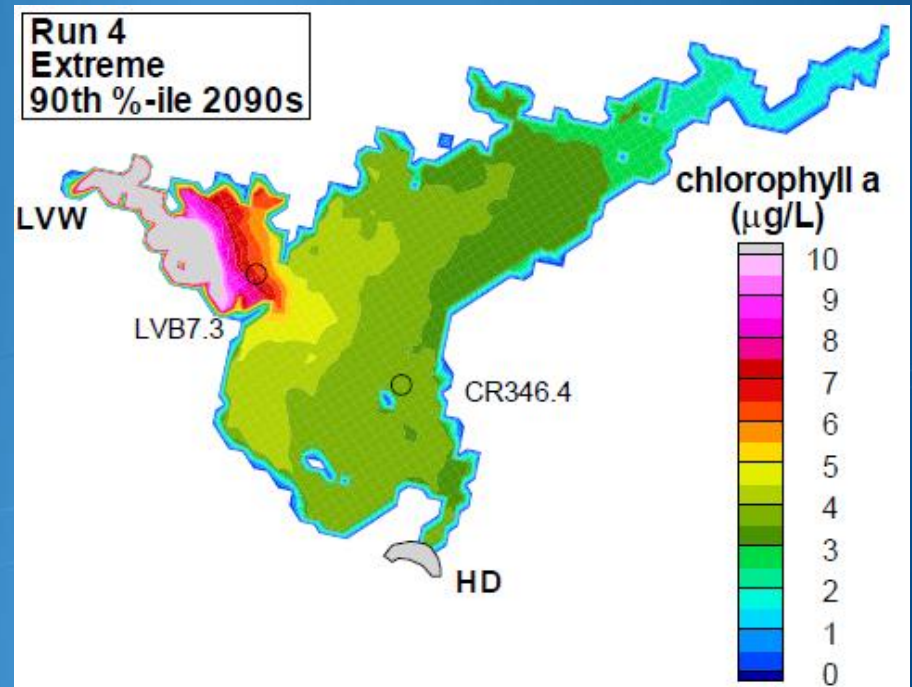 Run 4
Extreme
90th %-ile 2090s
LVW
LVB7.3
CR346.4
HD
chlorophyll a
(µg/L)
10
9
8
7
6
5
4
3
2
1
0